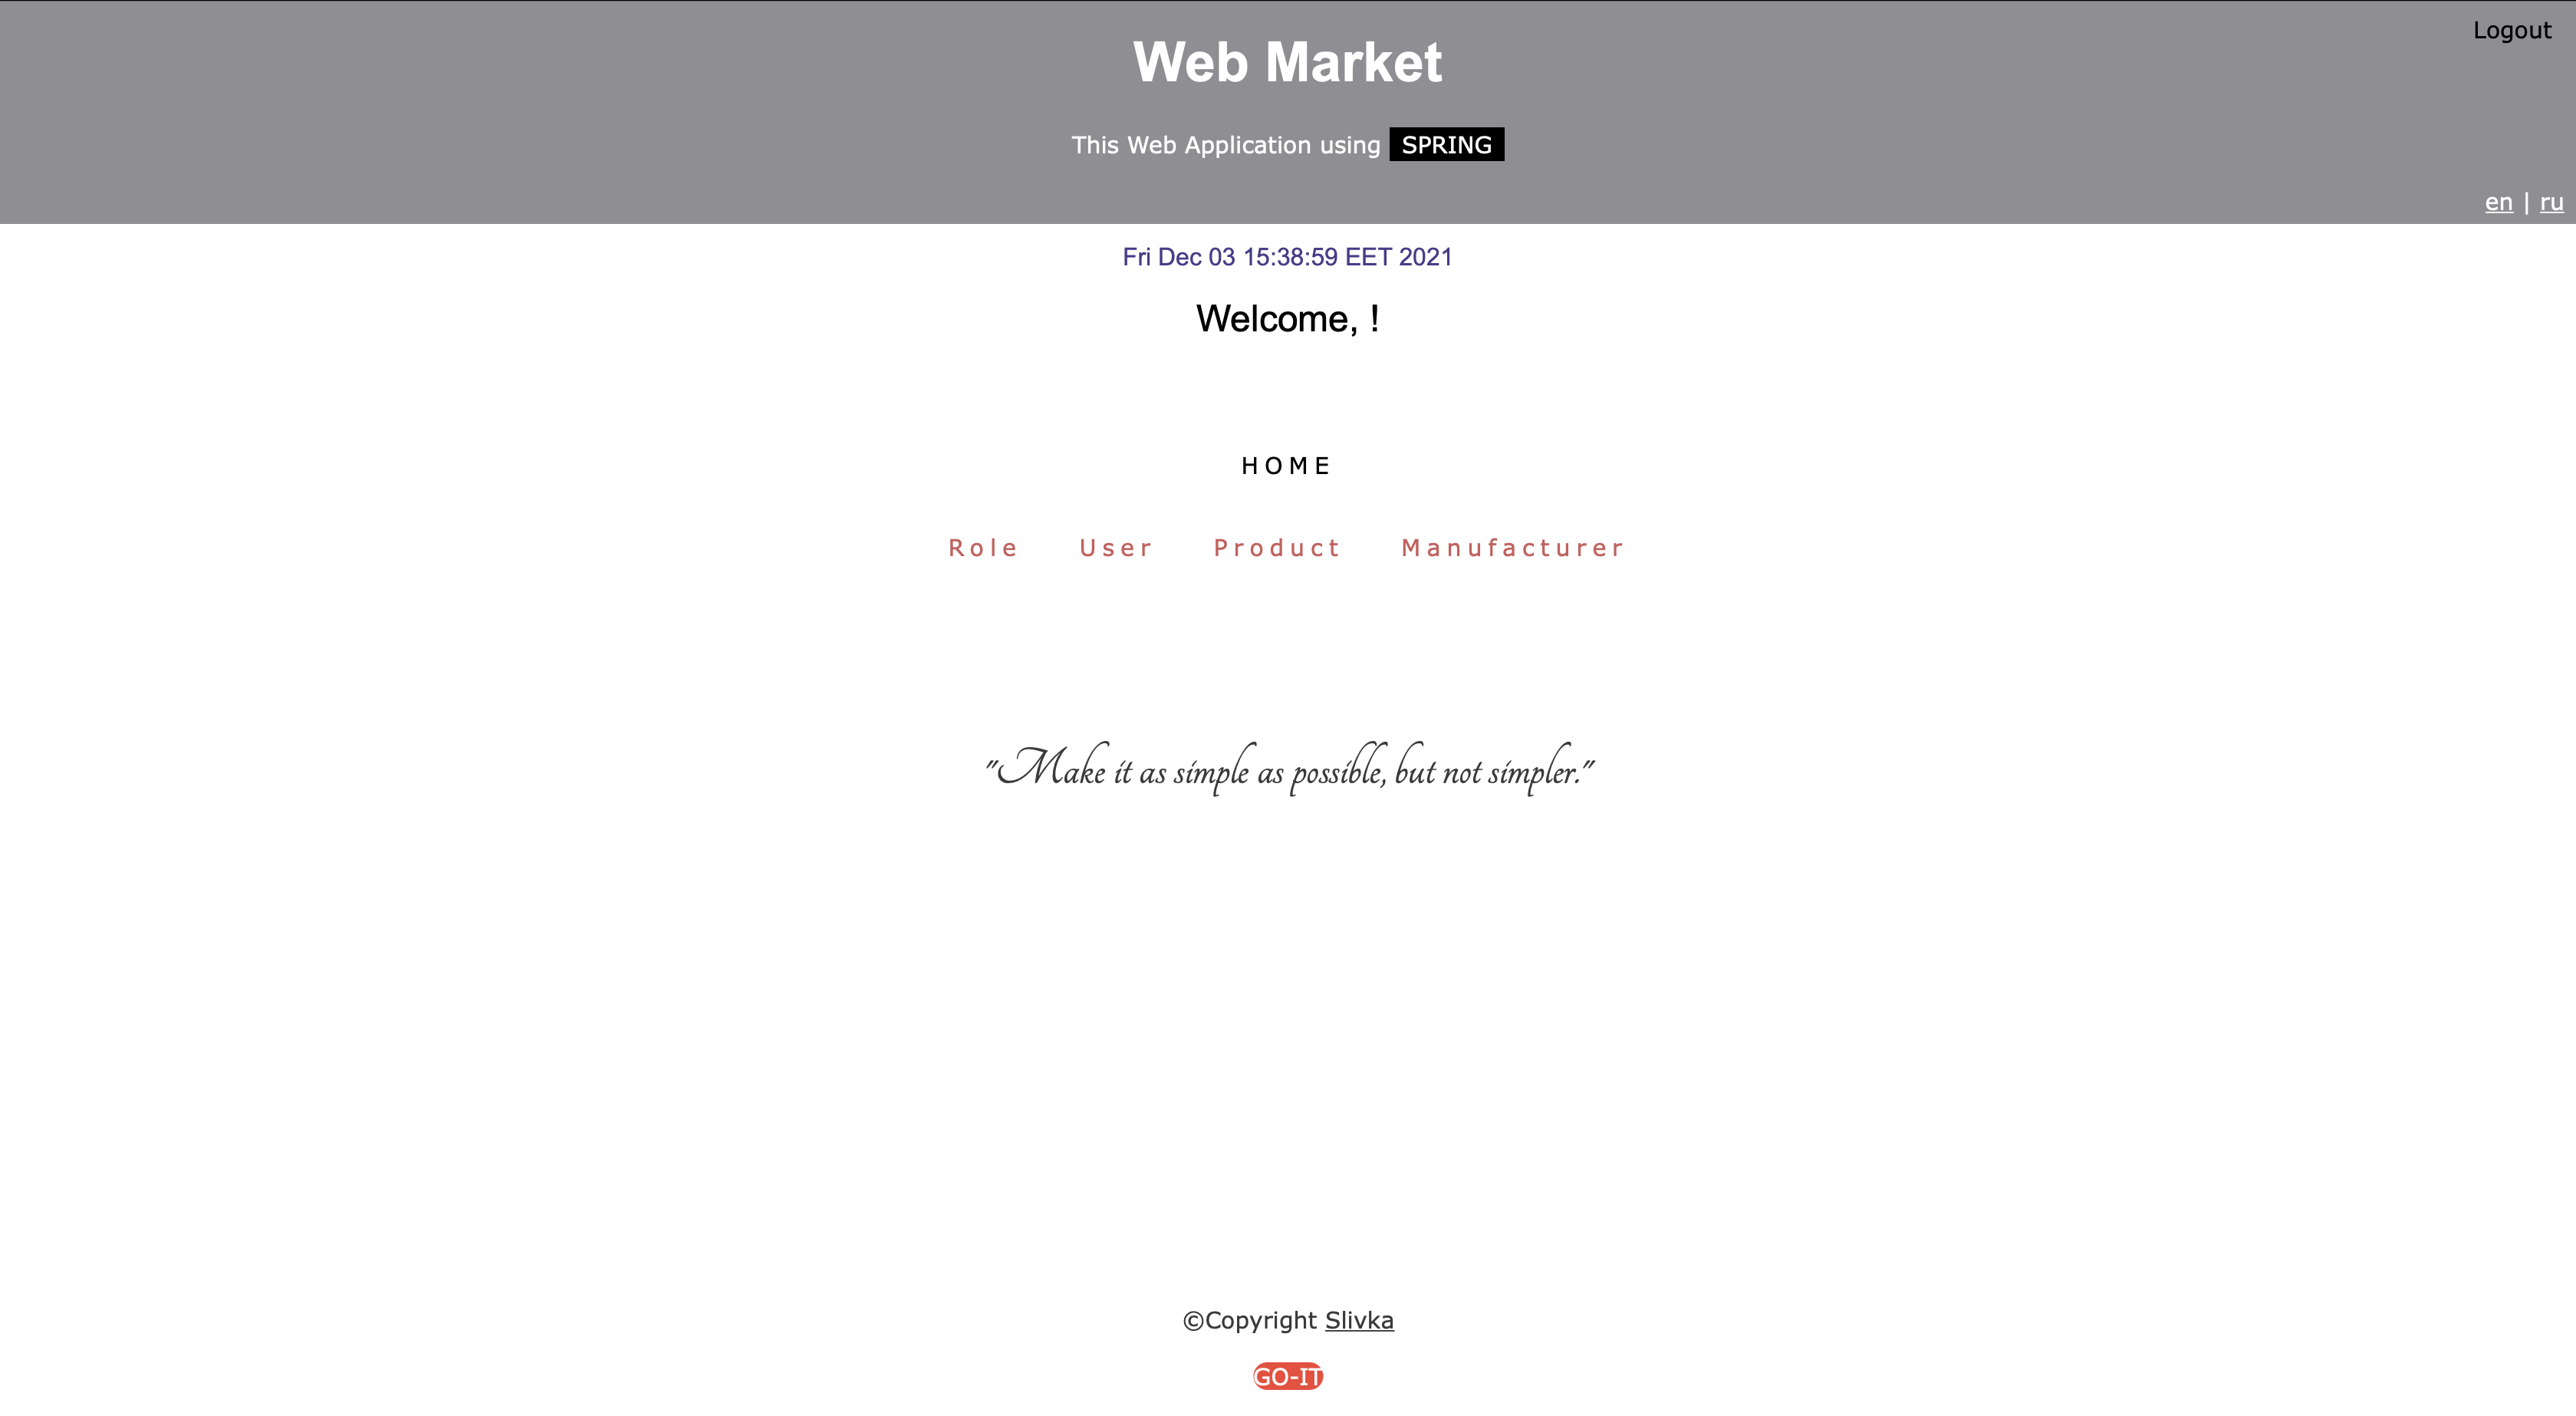 Logout
Web Market
This Web Application using SPRING
en | ru
Fri Dec 03 15:38:59 EET 2021
Welcome, !
HOME
Role User Product Manufacturer
"Make it as simple as possible, but not simpler."
©Copyright Slivka
GO-IT